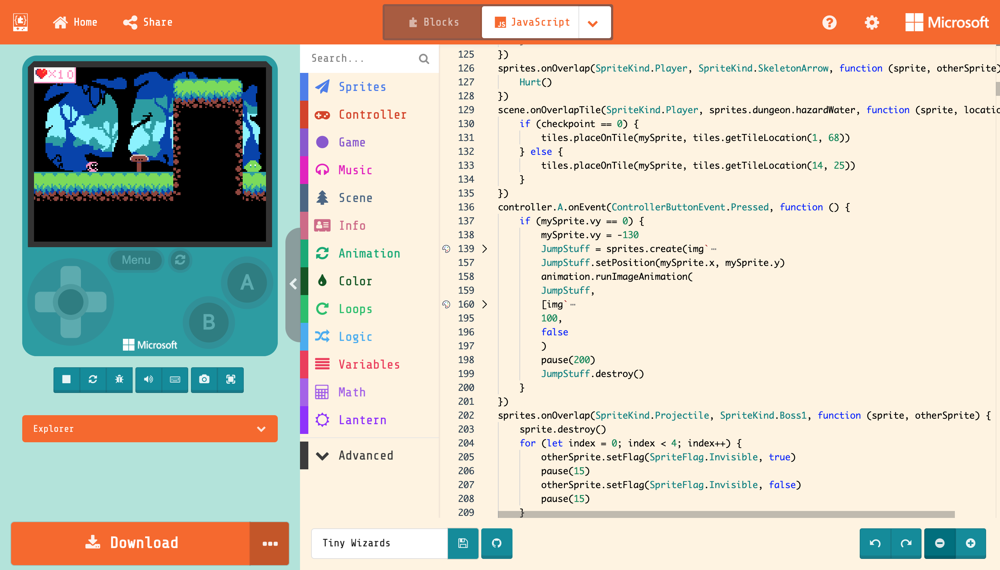 Home
Share
Blocks
JS JavaScript
Microsoft
×10
Menu
A
B
Microsoft
Explorer
Download
Search...
Sprites
Controller
Game
Music
Scene
Info
Animation
Color
Loops
Logic
Variables
Math
Lantern
Advanced
125 })
126 sprites.onOverlap(SpriteKind.Player, SpriteKind.SkeletonArrow, function (sprite, otherSprite)
127 Hurt()
128 })
129 scene.onOverlapTile(SpriteKind.Player, sprites.dungeon.hazardWater, function (sprite, locatio
130 if (checkpoint == 0) {
131 tiles.placeOnTile(mySprite, tiles.getTileLocation(1, 68))
132 } else {
133 tiles.placeOnTile(mySprite, tiles.getTileLocation(14, 25))
134 }
135 })
136 controller.A.onEvent(ControllerButtonEvent.Pressed, function () {
137 if (mySprite.vy == 0) {
138 mySprite.vy = -130
139 JumpStuff = sprites.create(img`⋯
157 JumpStuff.setPosition(mySprite.x, mySprite.y)
158 animation.runImageAnimation(
159 JumpStuff,
160 [img`⋯
195 100,
196 false
197 )
198 pause(200)
199 JumpStuff.destroy()
200 }
201 })
202 sprites.onOverlap(SpriteKind.Projectile, SpriteKind.Boss1, function (sprite, otherSprite) {
203 sprite.destroy()
204 for (let index = 0; index < 4; index++) {
205 otherSprite.setFlag(SpriteFlag.Invisible, true)
206 pause(15)
207 otherSprite.setFlag(SpriteFlag.Invisible, false)
208 pause(15)
209 }
Tiny Wizards